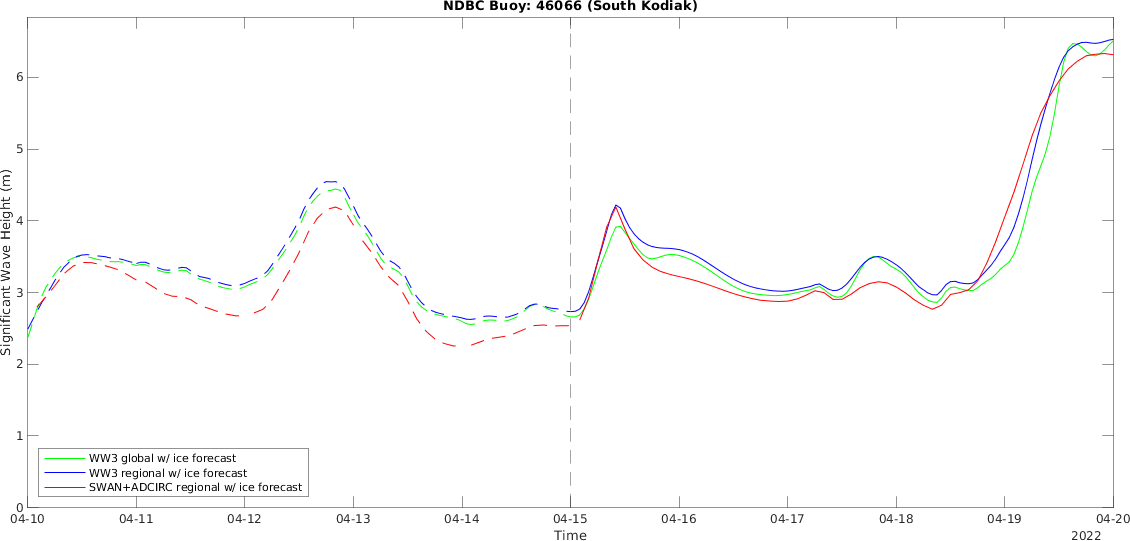 NDBC Buoy: 46066 (South Kodiak)
Significant Wave Height (m)
6
5
4
3
2
1
0
WW3 global w/ ice forecast
WW3 regional w/ ice forecast
SWAN+ADCIRC regional w/ ice forecast
04-10 04-11 04-12 04-13 04-14 04-15 04-16 04-17 04-18 04-19 04-20
Time
2022